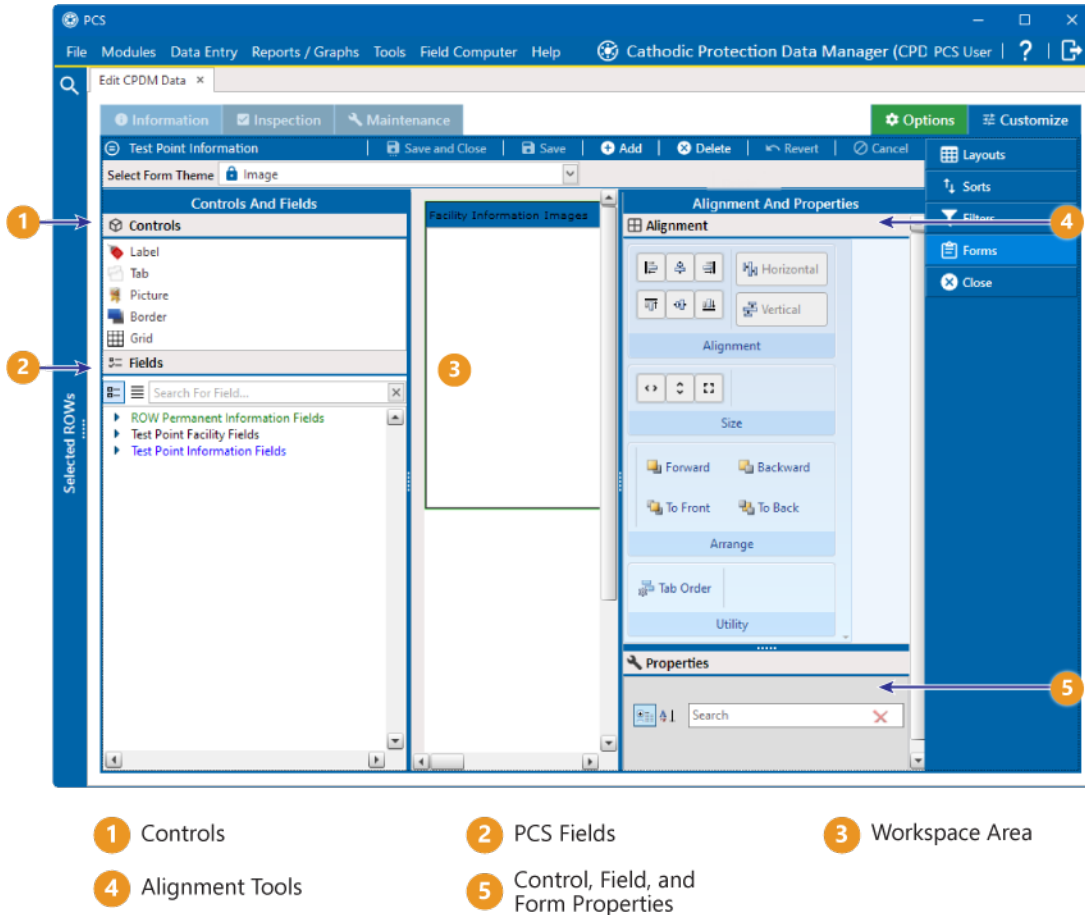 PCS
File Modules Data Entry Reports / Graphs Tools Field Computer Help Cathodic Protection Data Manager (CPD PCS User | ? |
Edit CPDM Data ×
Information Inspection Maintenance Options Customize
Test Point Information | Save and Close | Save | Add | Delete | Revert | Cancel
Layouts
Select Form Theme Image
Sorts
Controls And Fields
Facility Information Images
Alignment And Properties
1
Controls
Alignment
Filters
4
Label
Tab
Picture
Border
Grid
Horizontal
Vertical
Alignment
Forms
Close
2
Fields
3
Search For Field...
ROW Permanent Information Fields
Test Point Facility Fields
Test Point Information Fields
Selected ROWs
Size
Forward Backward
To Front To Back
Arrange
Tab Order
Utility
Properties
5
Search
1 Controls
2 PCS Fields
3 Workspace Area
4 Alignment Tools
5 Control, Field, and
Form Properties